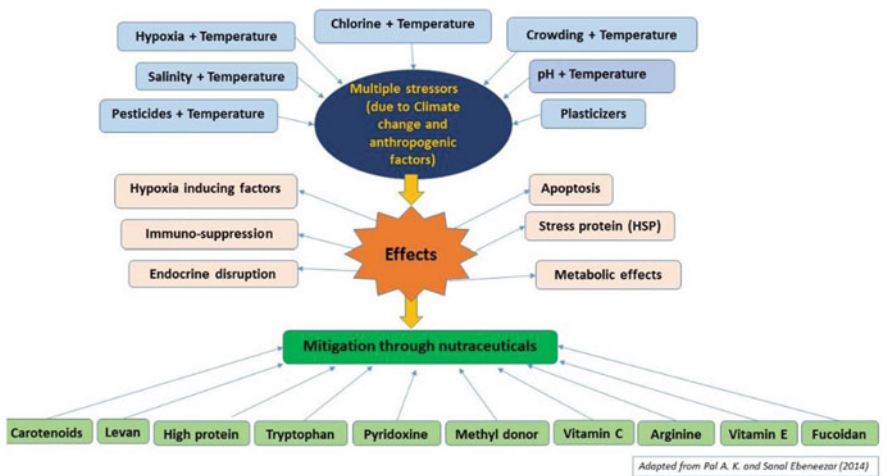 Chlorine + Temperature
Hypoxia + Temperature
Crowding + Temperature
Salinity + Temperature
pH + Temperature
Pesticides + Temperature
Plasticizers
Multiple stressors
(due to Climate
change and
anthropogenic
factors)
Hypoxia inducing factors
Apoptosis
Immuno-suppression
Stress protein (HSP)
Effects
Endocrine disruption
Metabolic effects
Mitigation through nutraceuticals
Carotenoids
Levan
High protein
Tryptophan
Pyridoxine
Methyl donor
Vitamin C
Arginine
Vitamin E
Fucoidan
Adapted from Pal A. K. and Sanal Ebeneezar (2014)